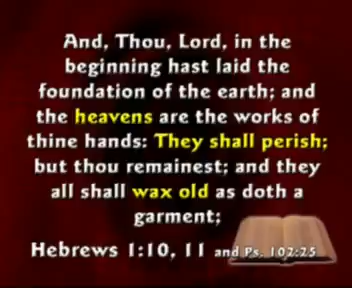 And, Thou, Lord, in the
beginning hast laid the
foundation of the earth; and
the heavens are the works of
thine hands: They shall perish;
but thou remainest; and they
all shall wax old as doth a
garment;
Hebrews 1:10, 11 and Ps. 102:25